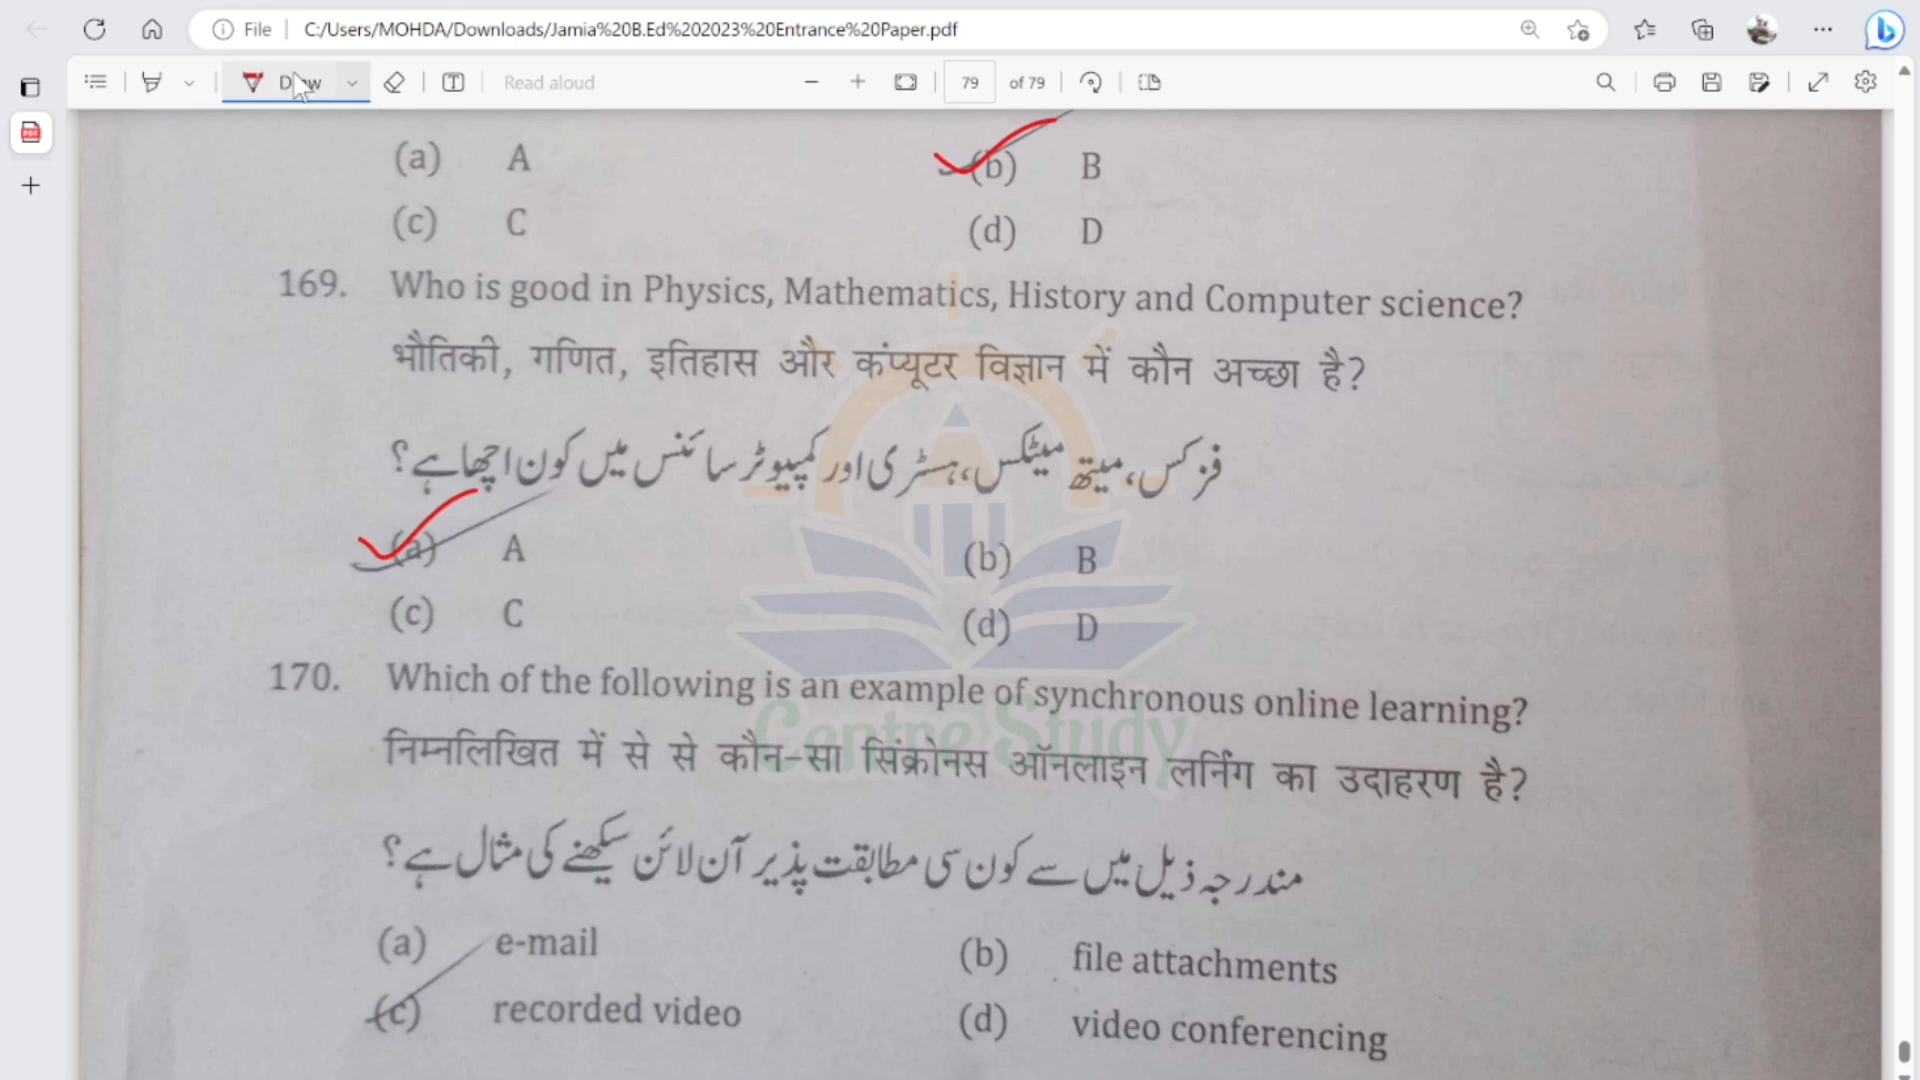 File C:/Users/MOHDA/Downloads/Jamia%20B.Ed%202023%20Entrance%20Paper.pdf
Draw Read aloud 79 of 79
(a) A (b) B
(c) C (d) D
169. Who is good in Physics, Mathematics, History and Computer science?
भौतिकी, गणित, इतिहास और कंप्यूटर विज्ञान में कौन अच्छा है?
فزکس، میتھ میٹکس، ہسٹری اور کمپیوٹر سائنس میں کون اچھا ہے؟
(a) A (b) B
(c) C (d) D
170. Which of the following is an example of synchronous online learning?
निम्नलिखित में से से कौन-सा सिंक्रोनस ऑनलाइन लर्निंग का उदाहरण है?
مندرجہ ذیل میں سے کون سی مطابقت پذیر آن لائن سیکھنے کی مثال ہے؟
Centre Study
(a) e-mail (b) file attachments
(c) recorded video (d) video conferencing